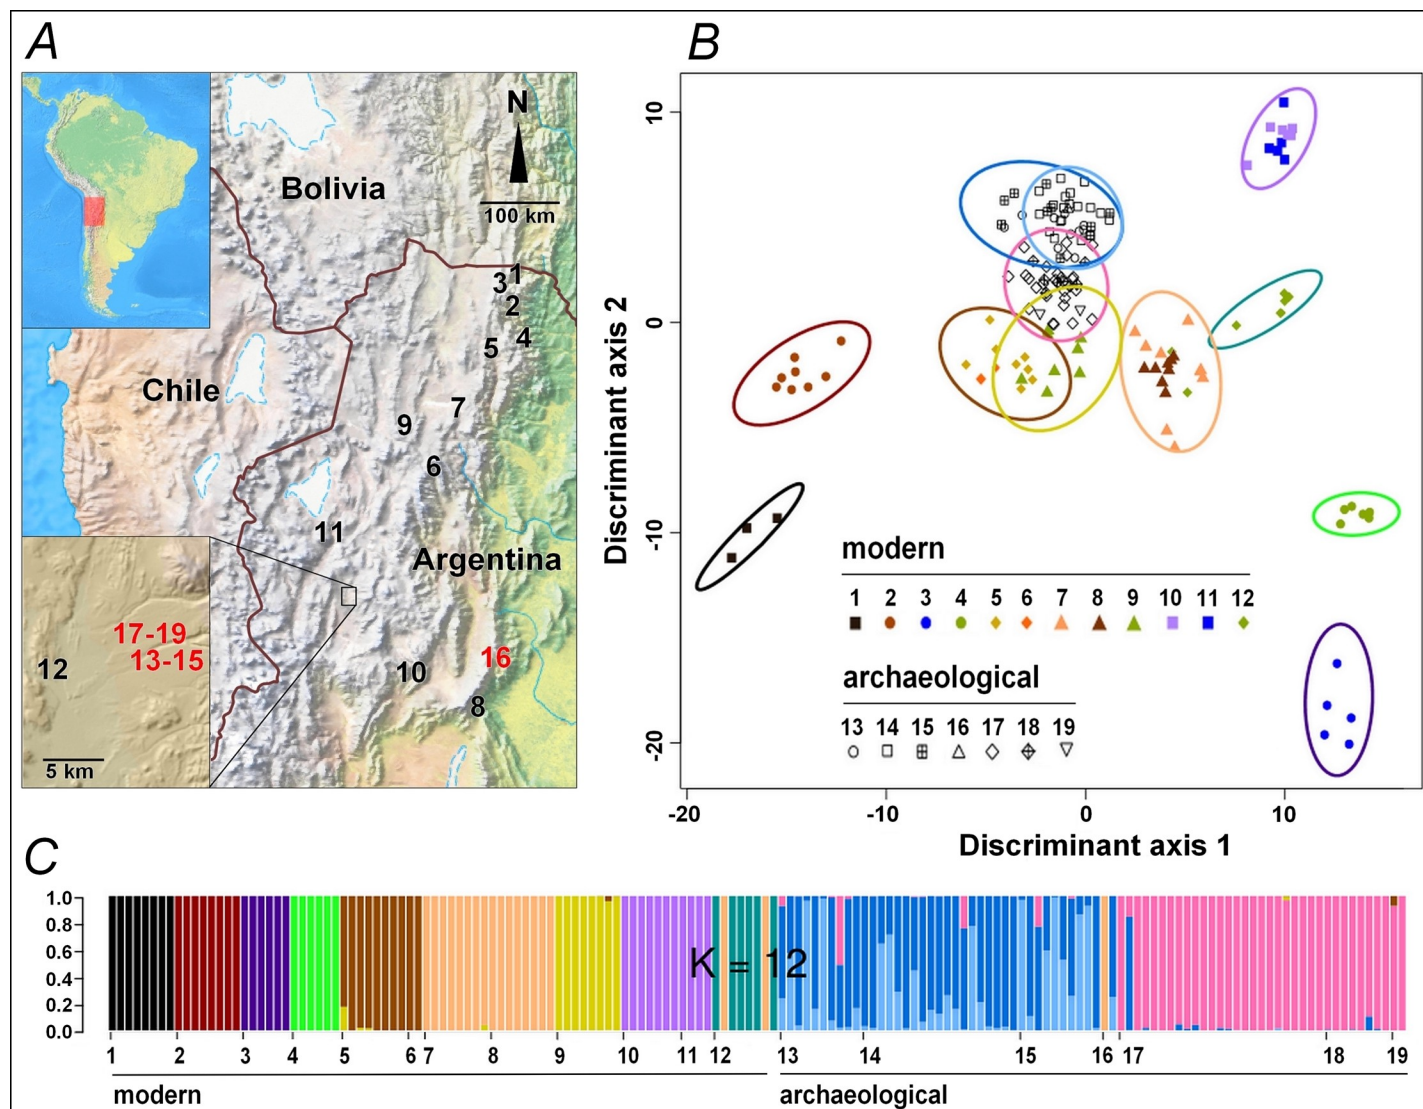 A
B
N
Bolivia
100 km
1
3
2
4
5
Chile
7
9
6
11
Argentina
17-19
13-15
12
16
10
8
5 km
10
0
-10
-20
Discriminant axis 2
modern
1 2 3 4 5 6 7 8 9 10 11 12
archaeological
13 14 15 16 17 18 19
-20 -10 0 10
Discriminant axis 1
C
1.0
0.8
0.6
0.4
0.2
0.0
K = 12
1 2 3 4 5 6 7 8 9 10 11 12 13 14 15 16 17 18 19
modern archaeological